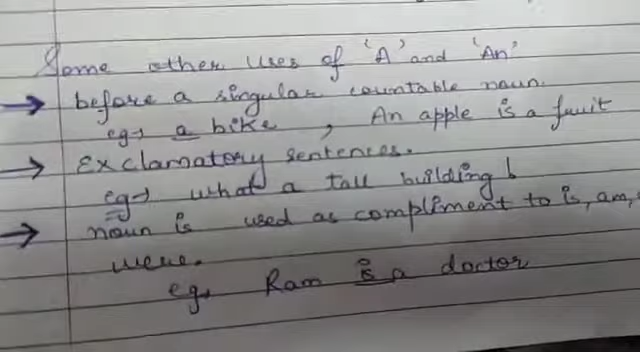 Some other uses of 'A' and 'An'
→ before a singular countable noun.
eg→ a bike , An apple is a fruit
→ Exclamatory sentences.
eg→ what a tall building !
→ noun is used as compliment to is, am,
were.
eg→ Ram is a doctor